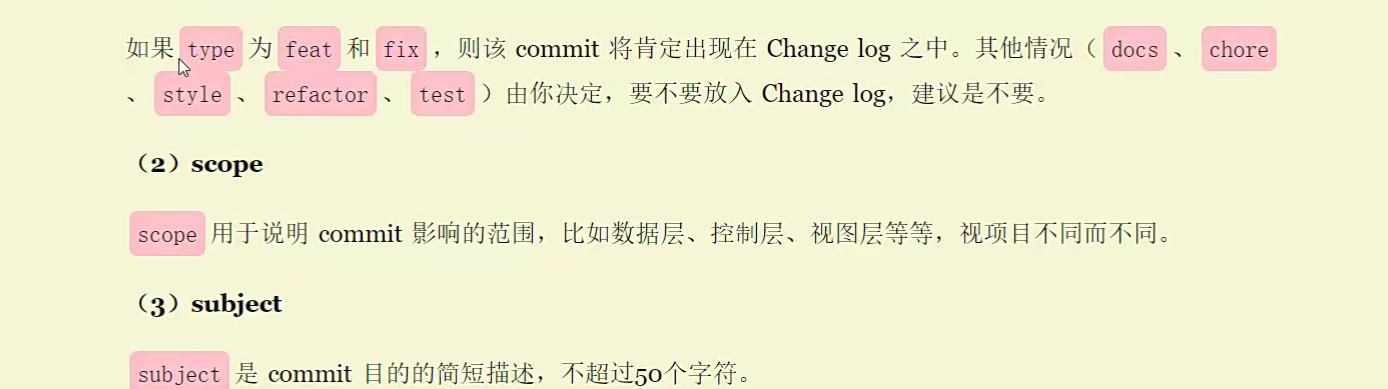 如果 type 为 feat 和 fix ，则该 commit 将肯定出现在 Change log 之中。其他情况（ docs 、 chore
、 style 、 refactor 、 test ）由你决定，要不要放入 Change log，建议是不要。
（2）scope
scope 用于说明 commit 影响的范围，比如数据层、控制层、视图层等等，视项目不同而不同。
（3）subject
subject 是 commit 目的的简短描述，不超过50个字符。